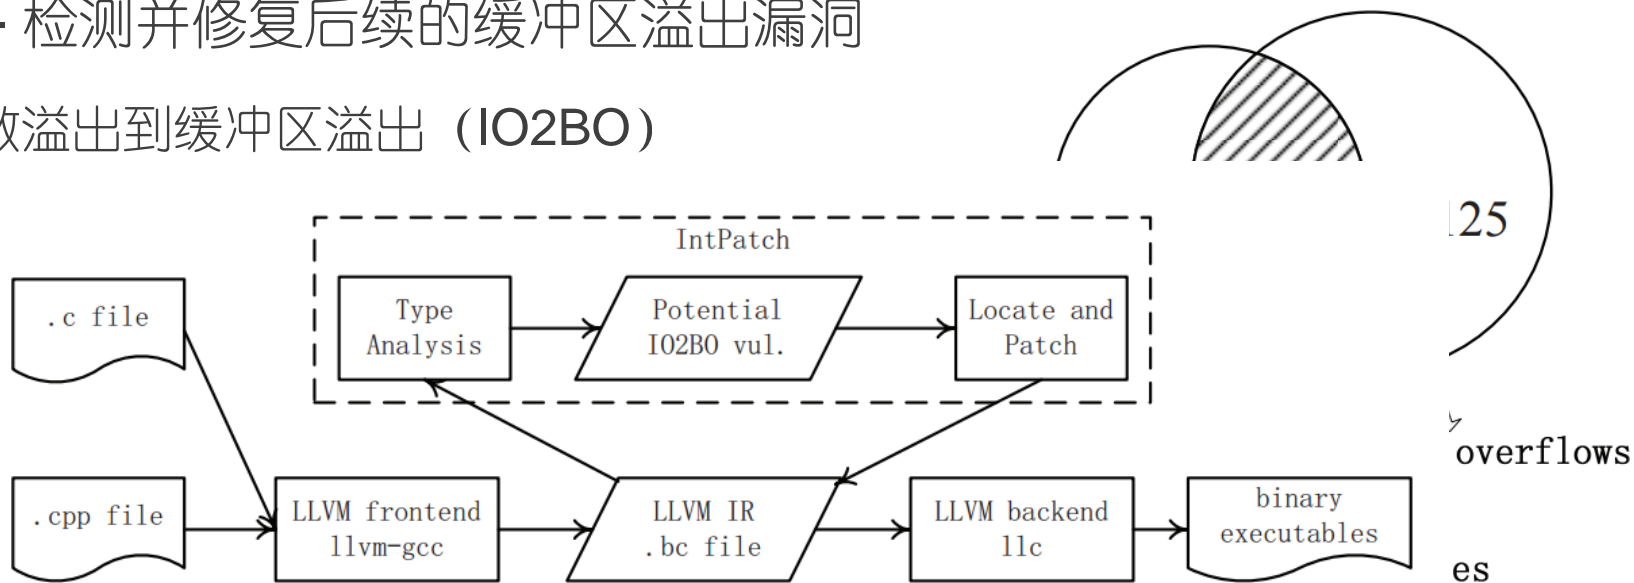 检测并修复后续的缓冲区溢出漏洞
溢出到缓冲区溢出（IO2BO）
IntPatch
.c file
Type
Analysis
Potential
IO2BO vul.
Locate and
Patch
125
overflows
.cpp file
LLVM frontend
llvm-gcc
LLVM IR
.bc file
LLVM backend
llc
binary
executables
es